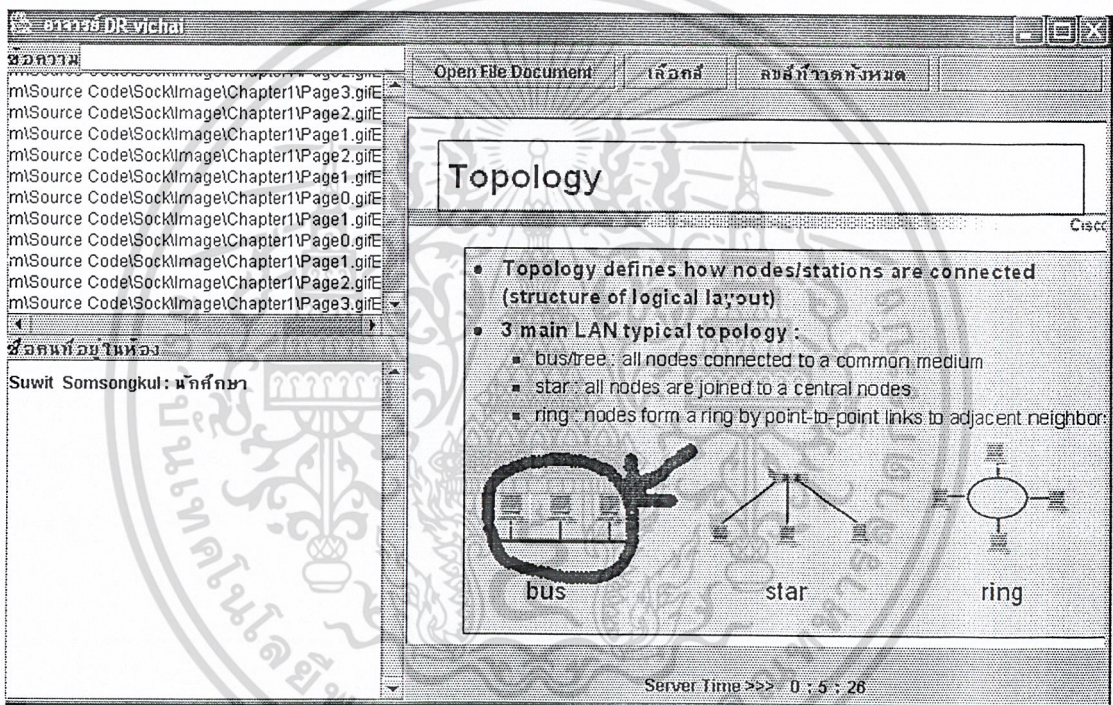 อาจารย์ DR vichai
ข้อความ
m\Source Code\Sock\Image\Chapter1\Page2.gifE
m\Source Code\Sock\Image\Chapter1\Page3.gifE
m\Source Code\Sock\Image\Chapter1\Page2.gifE
m\Source Code\Sock\Image\Chapter1\Page1.gifE
m\Source Code\Sock\Image\Chapter1\Page2.gifE
m\Source Code\Sock\Image\Chapter1\Page1.gifE
m\Source Code\Sock\Image\Chapter1\Page0.gifE
m\Source Code\Sock\Image\Chapter1\Page1.gifE
m\Source Code\Sock\Image\Chapter1\Page0.gifE
m\Source Code\Sock\Image\Chapter1\Page1.gifE
m\Source Code\Sock\Image\Chapter1\Page2.gifE
m\Source Code\Sock\Image\Chapter1\Page3.gifE
ชื่อคนที่อยู่ในห้อง
Suwit Somsongkul : นักศึกษา
Open File Document
เลือกสี
ลบสีที่วาดทั้งหมด
Topology
Cisco
• Topology defines how nodes/stations are connected
(structure of logical layout)
• 3 main LAN typical topology :
bus/tree : all nodes connected to a common medium
star : all nodes are joined to a central nodes
ring : nodes form a ring by point-to-point links to adjacent neighbor
bus
star
ring
Server Time >>> 0 : 5 : 26